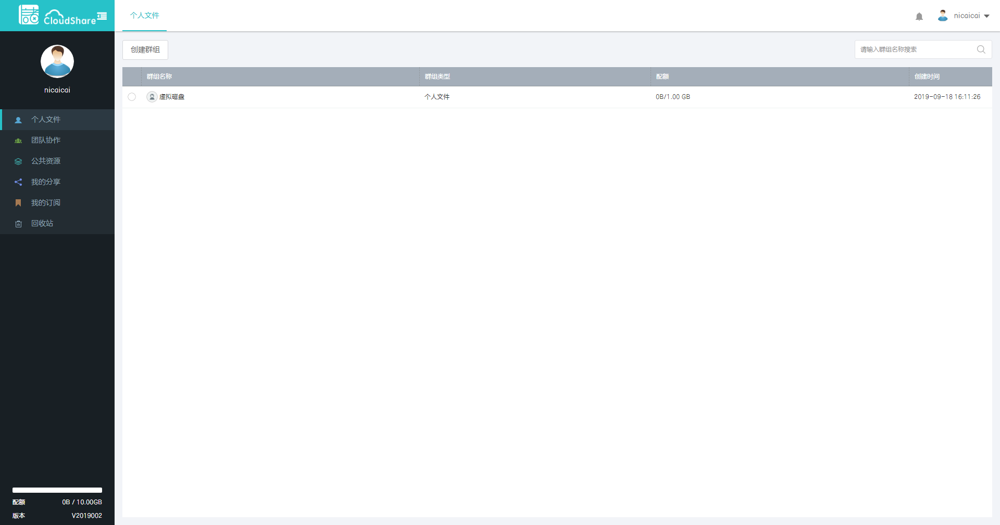 CloudShare
个人文件
nicaicai
nicaicai
个人文件
团队协作
公共资源
我的分享
我的订阅
回收站
配额 0B / 10.00GB
版本 V2019002
创建群组
请输入群组名称搜索
群组名称 群组类型 配额 创建时间
虚拟磁盘 个人文件 0B/1.00 GB 2019-09-18 16:11:26